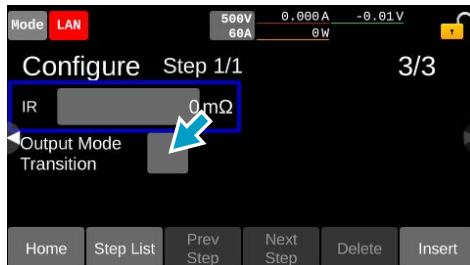 Mode LAN 500V 0.000A -0.01V
60A 0W
Configure Step 1/1 3/3
IR 0mΩ
Output Mode
Transition
Home Step List Prev Step Next Step Delete Insert